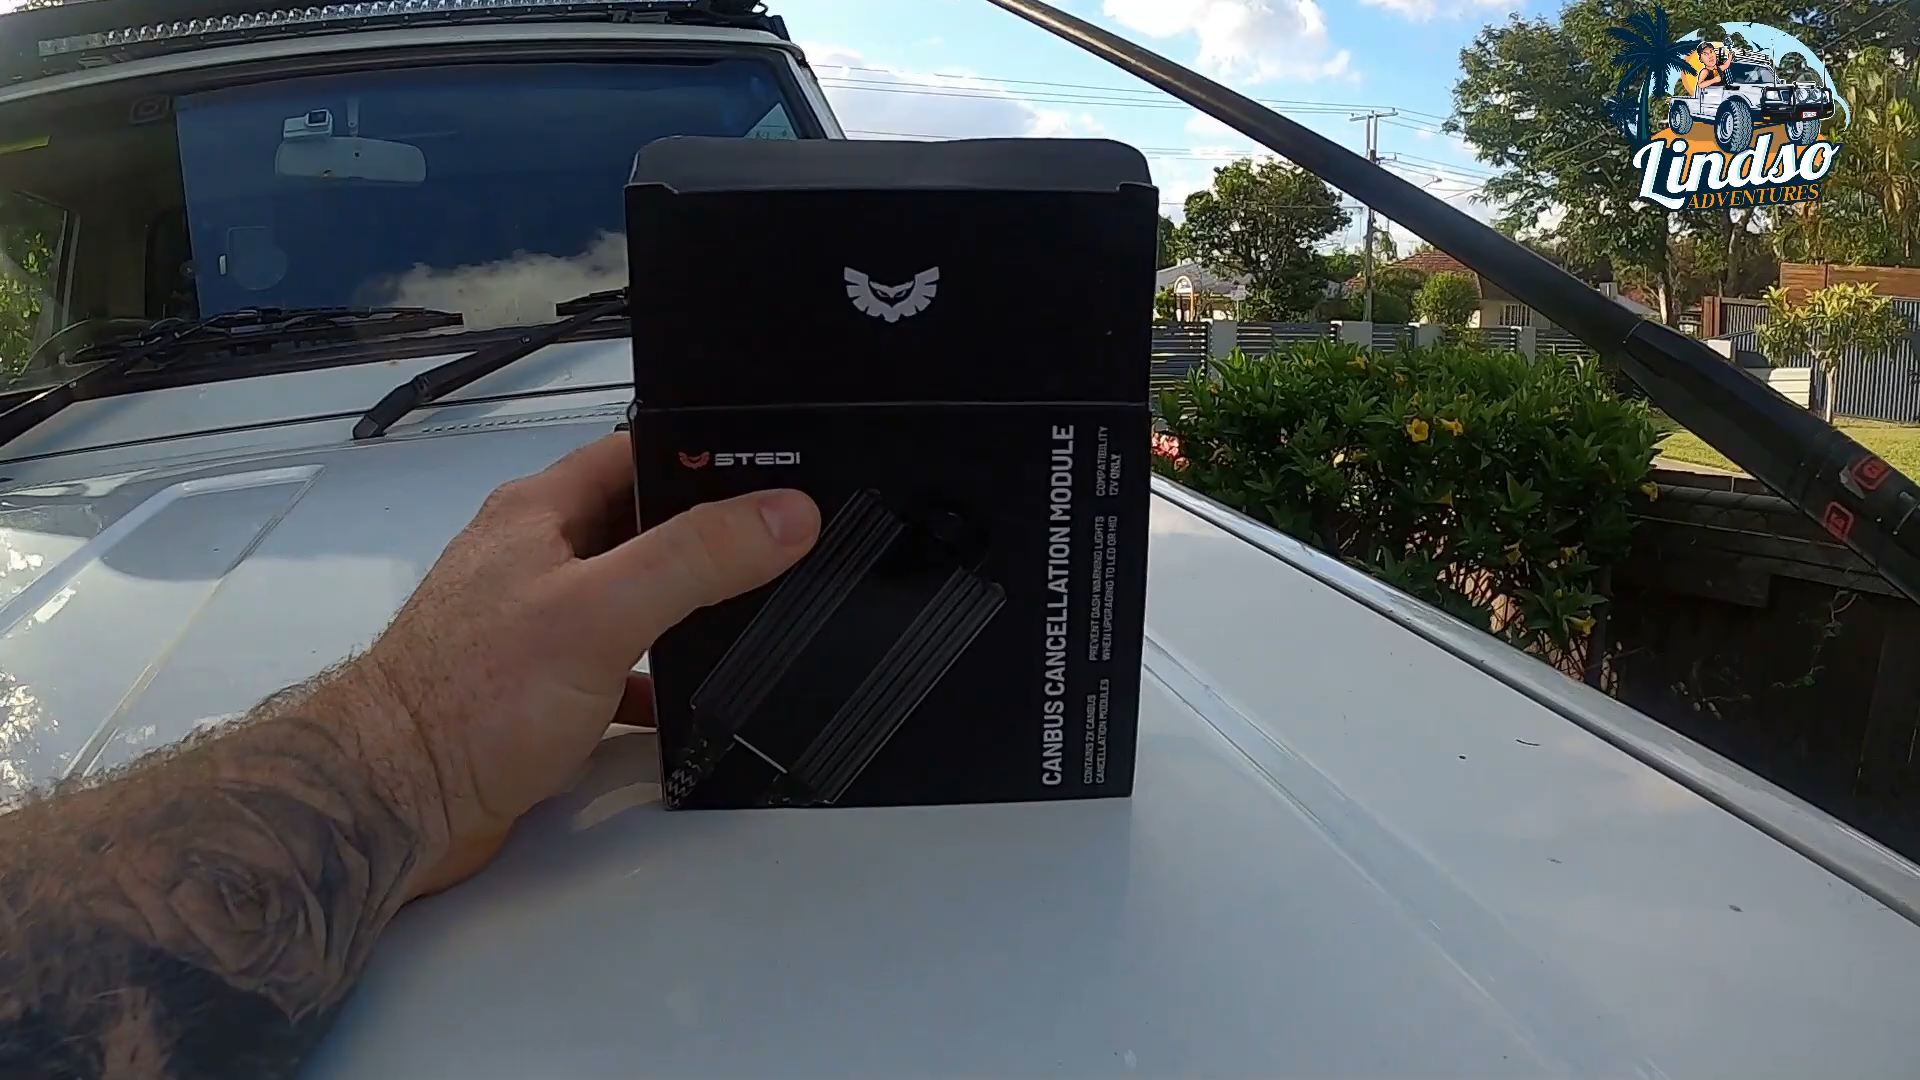 Lindso
ADVENTURES
STEDI
CANBUS CANCELLATION MODULE
CONTAINS 2X CANBUS
CANCELLATION MODULES
PREVENT DASH WARNING LIGHTS
WHEN UPGRADING TO LED OR HID
COMPATIBILITY
12V ONLY